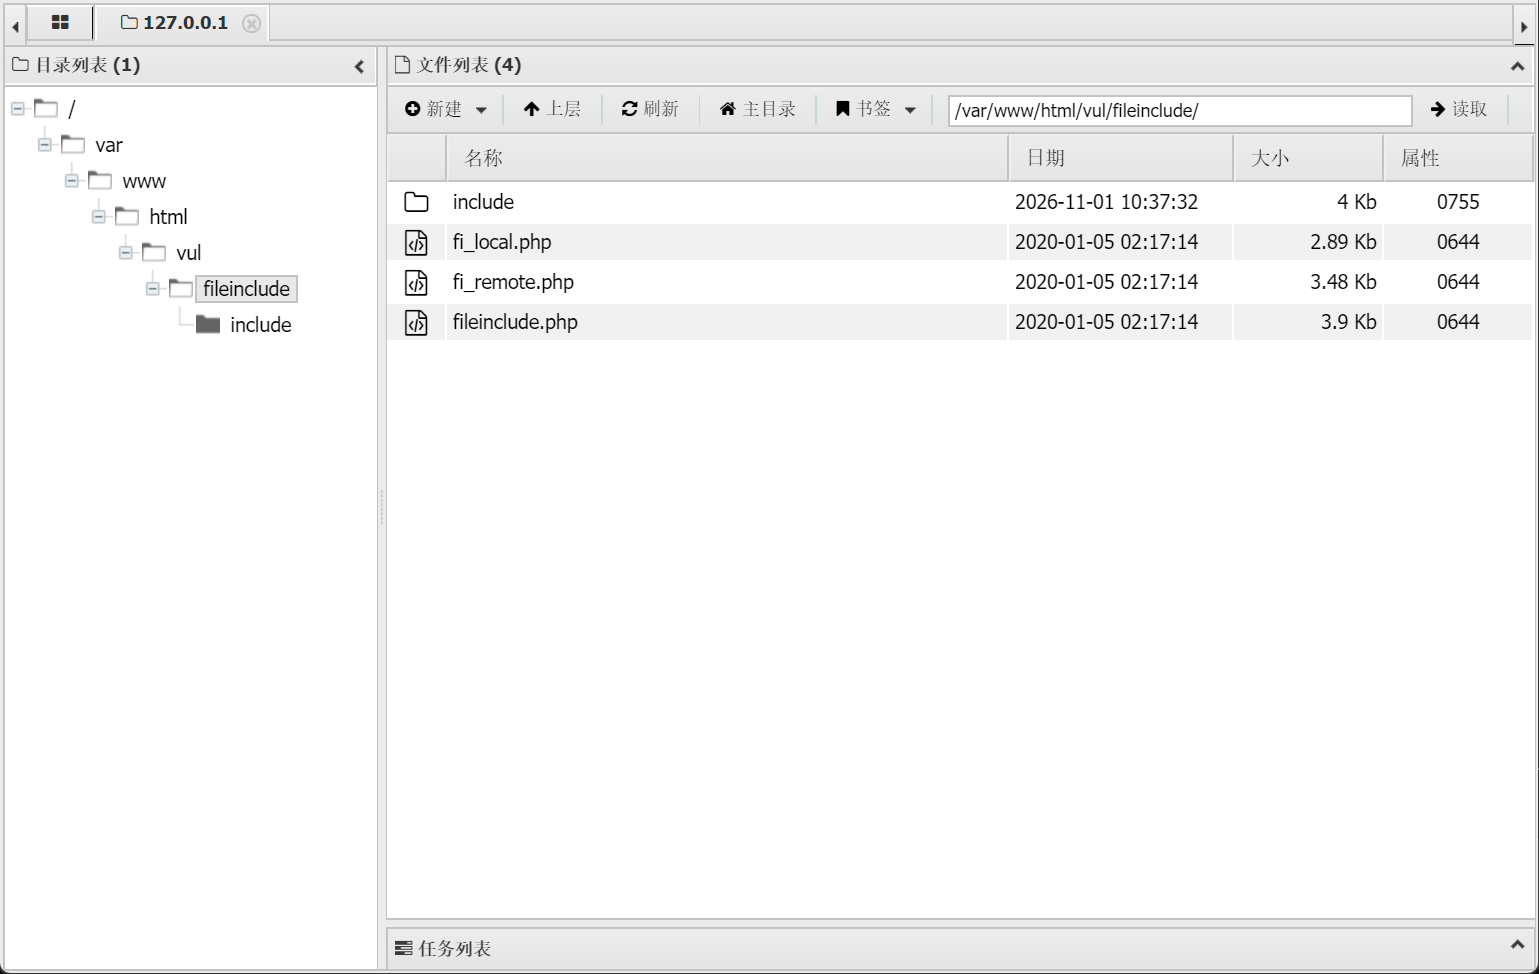 127.0.0.1
目录列表 (1)
/
var
www
html
vul
fileinclude
include
文件列表 (4)
新建 上层 刷新 主目录 书签 /var/www/html/vul/fileinclude/ 读取
名称 日期 大小 属性
include 2026-11-01 10:37:32 4 Kb 0755
fi_local.php 2020-01-05 02:17:14 2.89 Kb 0644
fi_remote.php 2020-01-05 02:17:14 3.48 Kb 0644
fileinclude.php 2020-01-05 02:17:14 3.9 Kb 0644
任务列表